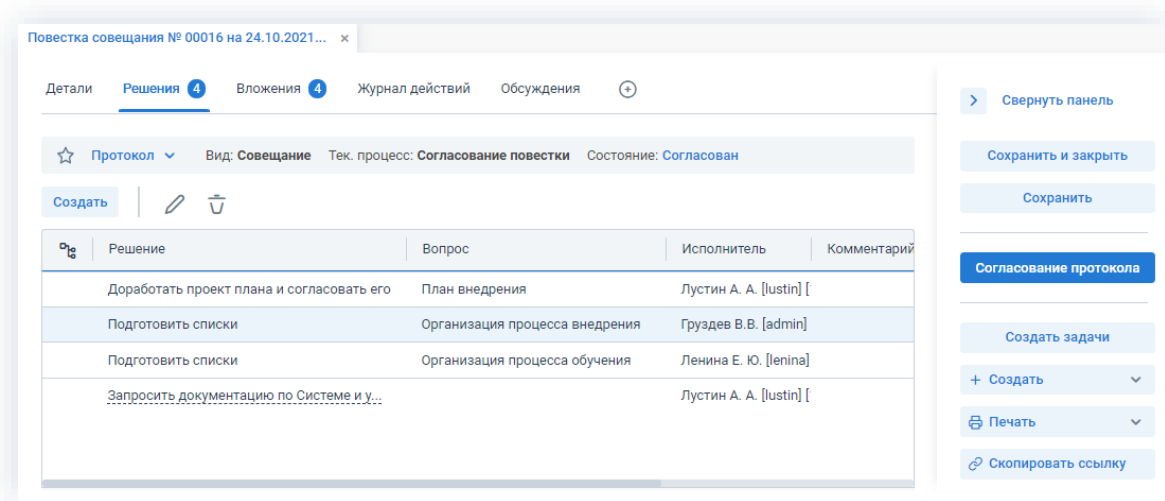 Повестка совещания № 00016 на 24.10.2021... ×
Детали Решения 4 Вложения 4 Журнал действий Обсуждения
Протокол Вид: Совещание Тек. процесс: Согласование повестки Состояние: Согласован
Создать
Решение Вопрос Исполнитель Комментарий
Доработать проект плана и согласовать его План внедрения Лустин А. А. [lustin] [
Подготовить списки Организация процесса внедрения Груздев В.В. [admin]
Подготовить списки Организация процесса обучения Ленина Е. Ю. [lenina]
Запросить документацию по Системе и у... Лустин А. А. [lustin] [
Свернуть панель
Сохранить и закрыть
Сохранить
Согласование протокола
Создать задачи
+ Создать
Печать
Скопировать ссылку